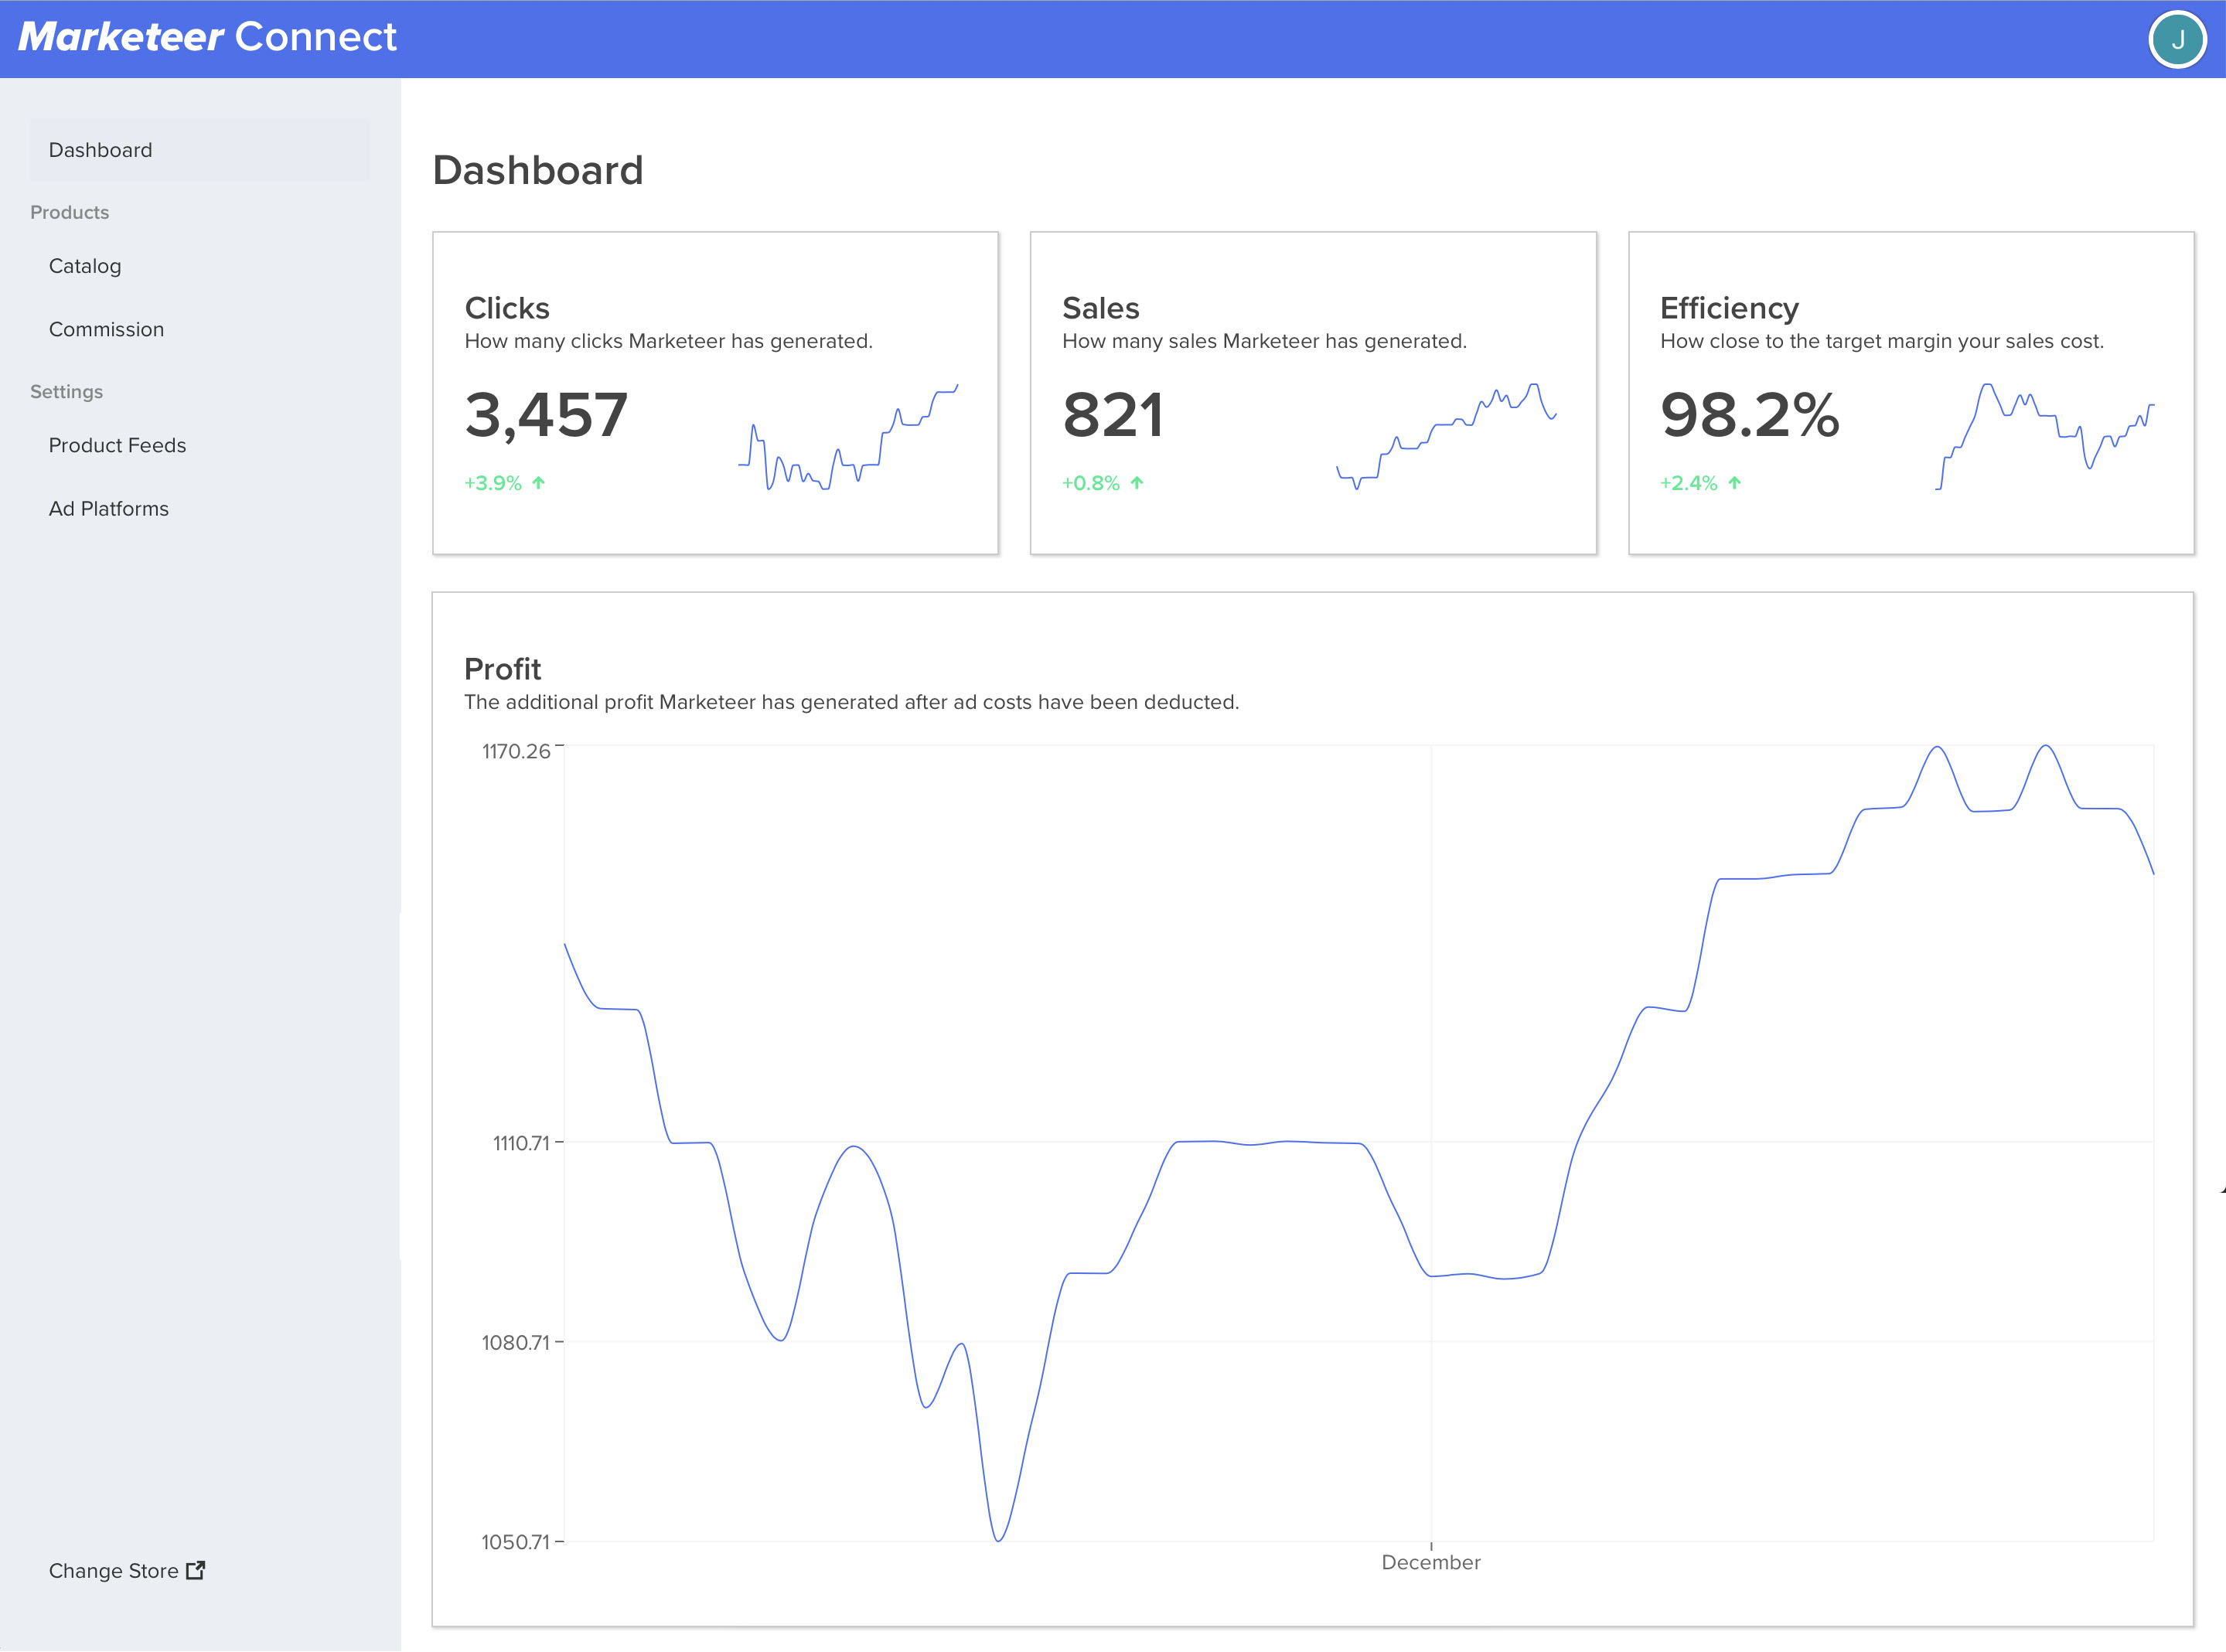 Marketeer Connect
J
Dashboard
Products
Catalog
Commission
Settings
Product Feeds
Ad Platforms
Change Store
Dashboard
Clicks
How many clicks Marketeer has generated.
3,457
+3.9%
Sales
How many sales Marketeer has generated.
821
+0.8%
Efficiency
How close to the target margin your sales cost.
98.2%
+2.4%
Profit
The additional profit Marketeer has generated after ad costs have been deducted.
1170.26
1110.71
1080.71
1050.71
December